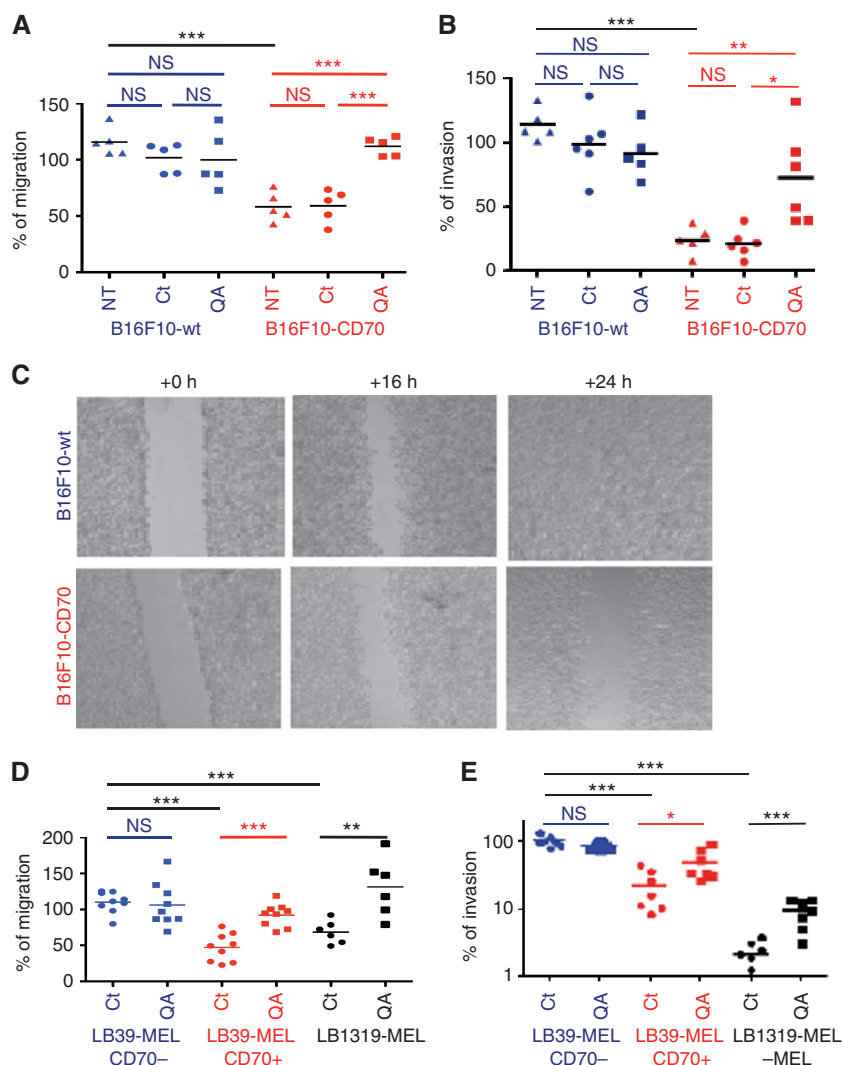 A
***
NS
***
NS
NS
NS
***
% of migration
150
100
50
0
NT
Ct
QA
NT
Ct
QA
B16F10-wt
B16F10-CD70
B
***
NS
**
NS
NS
NS
*
% of invasion
150
100
50
0
NT
Ct
QA
NT
Ct
QA
B16F10-wt
B16F10-CD70
C
+0 h
+16 h
+24 h
B16F10-wt
B16F10-CD70
D
***
***
NS
***
**
% of migration
200
150
100
50
0
Ct
QA
Ct
QA
Ct
QA
LB39-MEL
CD70–
LB39-MEL
CD70+
LB1319-MEL
E
***
***
NS
*
***
% of invasion
100
10
1
Ct
QA
Ct
QA
Ct
QA
LB39-MEL
CD70–
LB39-MEL
CD70+
LB1319-MEL
–MEL